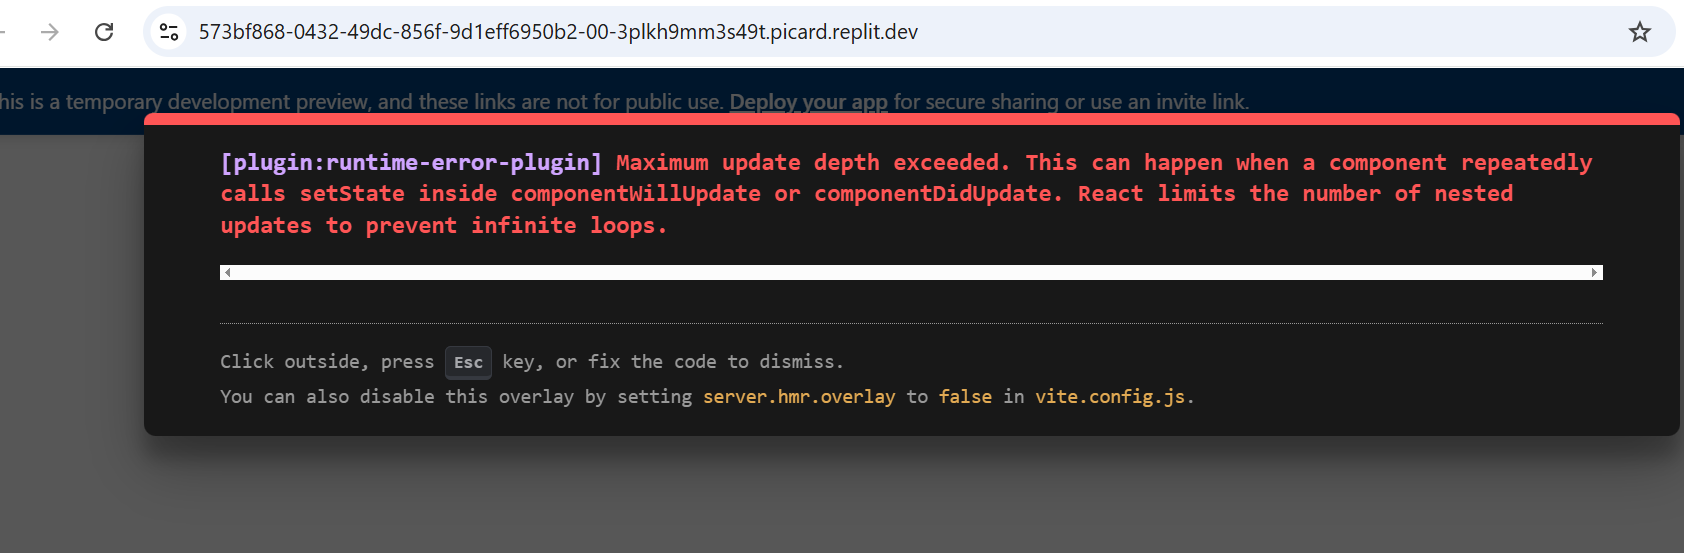 573bf868-0432-49dc-856f-9d1eff6950b2-00-3plkh9mm3s49t.picard.replit.dev
his is a temporary development preview, and these links are not for public use. Deploy your app for secure sharing or use an invite link.
[plugin:runtime-error-plugin] Maximum update depth exceeded. This can happen when a component repeatedly
calls setState inside componentWillUpdate or componentDidUpdate. React limits the number of nested
updates to prevent infinite loops.
Click outside, press Esc key, or fix the code to dismiss.
You can also disable this overlay by setting server.hmr.overlay to false in vite.config.js.